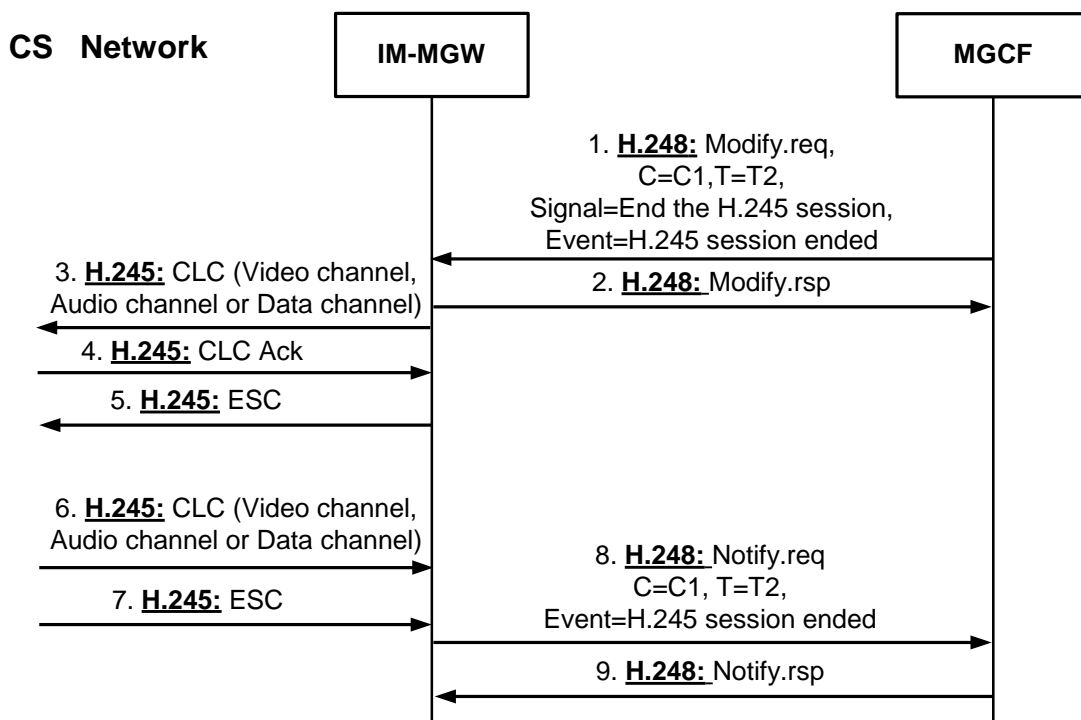 CS Network
IM-MGW
MGCF
1. H.248: Modify.req,
C=C1,T=T2,
Signal=End the H.245 session,
Event=H.245 session ended
2. H.248: Modify.rsp
3. H.245: CLC (Video channel,
Audio channel or Data channel)
4. H.245: CLC Ack
5. H.245: ESC
6. H.245: CLC (Video channel,
Audio channel or Data channel)
7. H.245: ESC
8. H.248: Notify.req
C=C1, T=T2,
Event=H.245 session ended
9. H.248: Notify.rsp